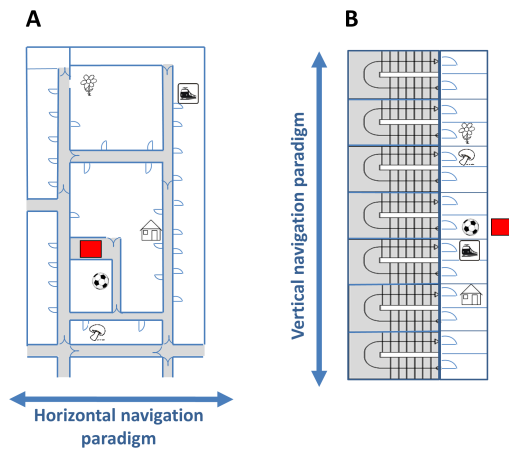 A
B
Vertical navigation paradigm
Horizontal navigation
paradigm